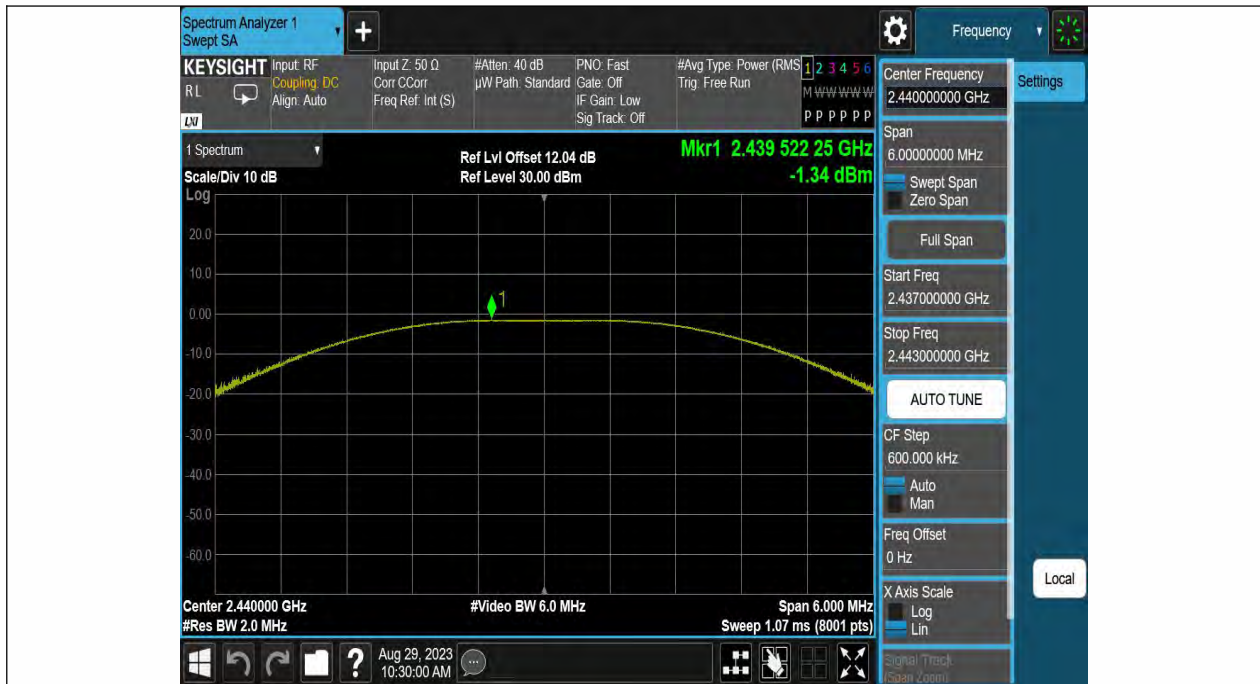 Spectrum Analyzer 1
Swept SA
+
Frequency
KEYSIGHT
RL
LXI
Input: RF
Coupling: DC
Align: Auto
Input Z: 50 Ω
Corr CCorr
Freq Ref: Int (S)
#Atten: 40 dB
µW Path: Standard
PNO: Fast
Gate: Off
IF Gain: Low
Sig Track: Off
#Avg Type: Power (RMS
Trig: Free Run
1 2 3 4 5 6
M W W W W W
P P P P P P
1 Spectrum
Scale/Div 10 dB
Ref Lvl Offset 12.04 dB
Ref Level 30.00 dBm
Mkr1 2.439 522 25 GHz
-1.34 dBm
Log
20.0
10.0
1
0.00
-10.0
-20.0
-30.0
-40.0
-50.0
-60.0
Center 2.440000 GHz
#Res BW 2.0 MHz
#Video BW 6.0 MHz
Span 6.000 MHz
Sweep 1.07 ms (8001 pts)
?
Aug 29, 2023
10:30:00 AM
Center Frequency
2.440000000 GHz
Settings
Span
6.00000000 MHz
Swept Span
Zero Span
Full Span
Start Freq
2.437000000 GHz
Stop Freq
2.443000000 GHz
AUTO TUNE
CF Step
600.000 kHz
Auto
Man
Freq Offset
0 Hz
X Axis Scale
Log
Lin
Signal Track
(Span Zoom)
Local